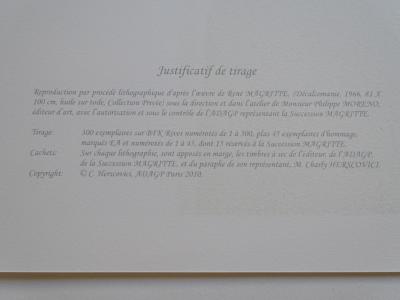 Justificatif de tirage
Reproduction par procédé lithographique d'après l'œuvre de René MAGRITTE, (Décalcomanie, 1966, 81 X
100 cm, huile sur toile, Collection Privée) sous la direction et dans l'atelier de Monsieur Philippe MORENO,
éditeur d'art, avec l'autorisation et sous le contrôle de l'ADAGP représentant la Succession MAGRITTE.
Tirage: 300 exemplaires sur BFK Rives numérotés de 1 à 300, plus 45 exemplaires d'hommage,
marqués EA et numérotés de 1 à 45, dont 15 réservés à la Succession MAGRITTE.
Cachets: Sur chaque lithographie, sont apposés en marge, les timbres à sec de l'éditeur, de l'ADAGP,
de la Succession MAGRITTE, et du paraphe de son représentant, M. Charly HERSCOVICI.
Copyright: © C. Herscovici, ADAGP Paris 2010.